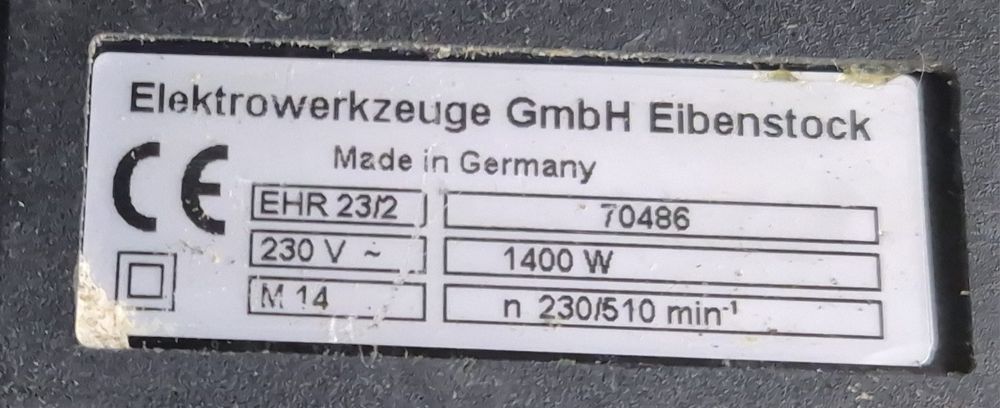 Elektrowerkzeuge GmbH Eibenstock
Made in Germany
CE
EHR 23/2 70486
230 V ~ 1400 W
M 14 n 230/510 min⁻¹